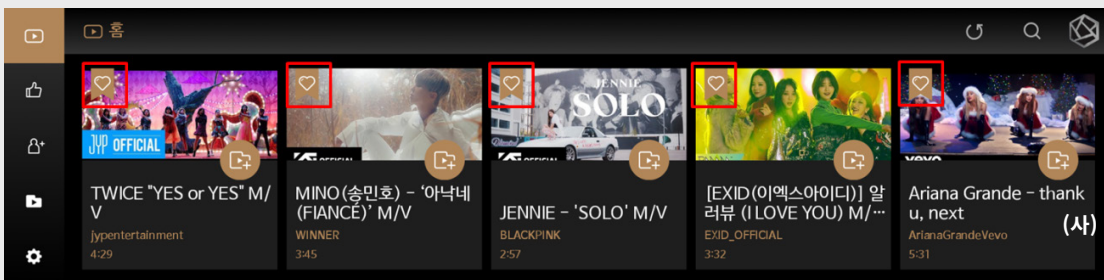 홈
JYP OFFICIAL
JENNIE
SOLO
OFFICIAL
OFFICIAL
vevo
TWICE "YES or YES" M/
V
jypentertainment
4:29
MINO(송민호) - ‘아낙네
(FIANCÉ)’ M/V
WINNER
3:45
JENNIE - 'SOLO' M/V
BLACKPINK
2:57
[EXID(이엑스아이디)] 알
러뷰 (I LOVE YOU) M/⋯
EXID_OFFICIAL
3:32
Ariana Grande - thank
u, next
(사)
ArianaGrandeVevo
5:31